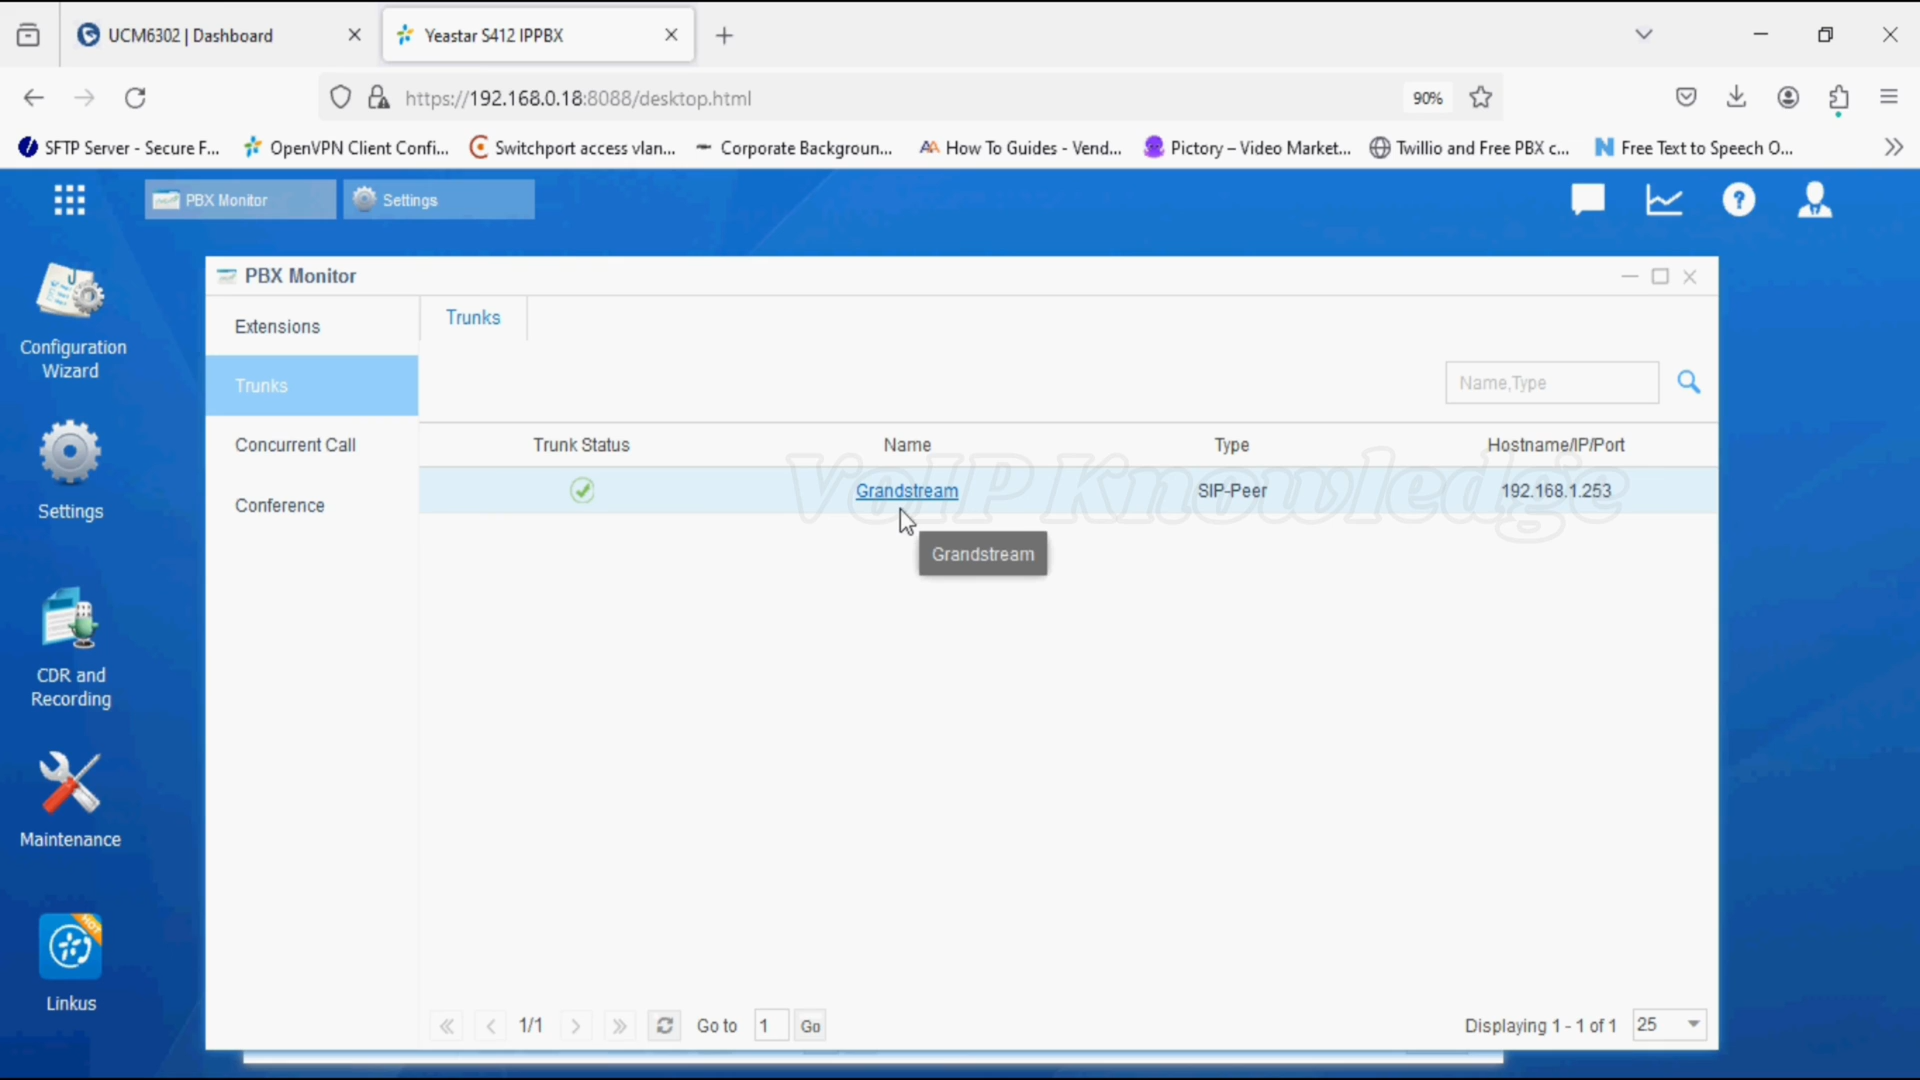 UCM6302 | Dashboard
Yeastar S412 IPPBX
https://192.168.0.18:8088/desktop.html
90%
SFTP Server - Secure F...
OpenVPN Client Confi...
Switchport access vlan...
Corporate Backgroun...
How To Guides - Vend...
Pictory – Video Market...
Twillio and Free PBX c...
Free Text to Speech O...
PBX Monitor
Settings
Configuration
Wizard
Settings
CDR and
Recording
Maintenance
HOT
Linkus
PBX Monitor
Extensions
Trunks
Concurrent Call
Conference
Trunks
Name,Type
Trunk Status
Name
Type
Hostname/IP/Port
Grandstream
SIP-Peer
192.168.1.253
VoIP Knowledge
Grandstream
1/1
Go to
1
Go
Displaying 1 - 1 of 1
25